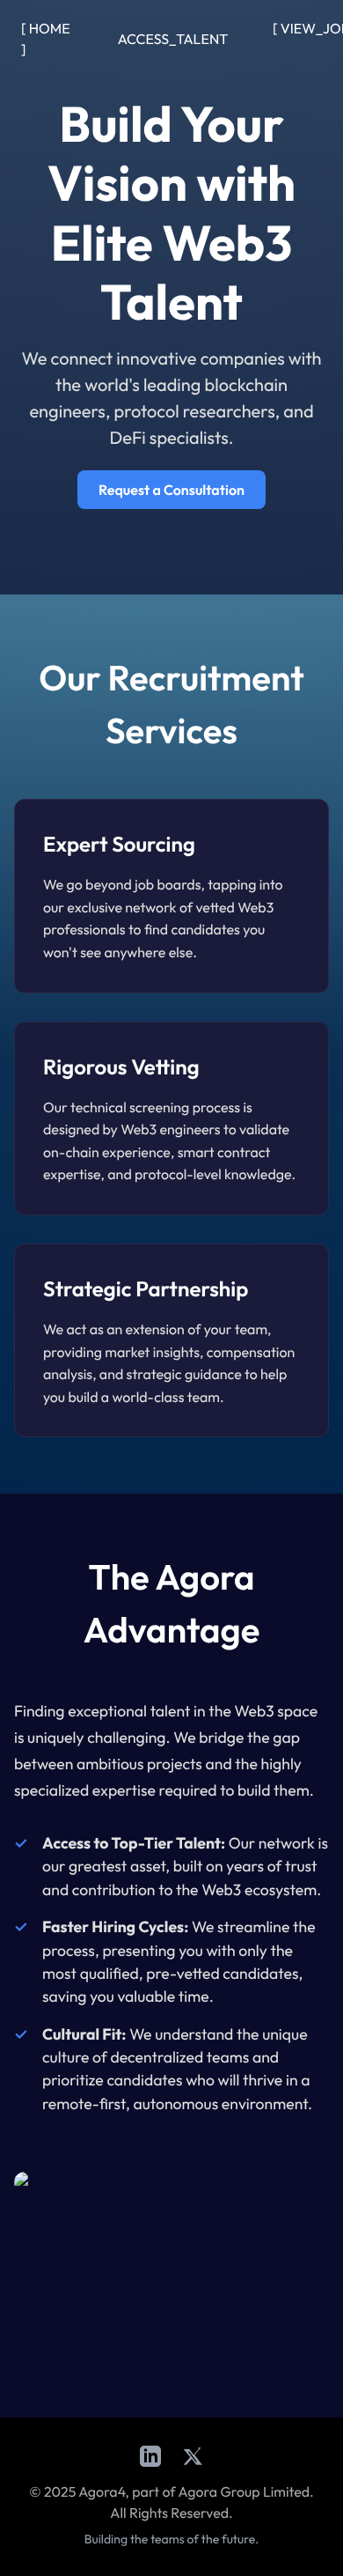 [ HOME
]
ACCESS_TALENT
[ VIEW_JO
Build Your
Vision with
Elite Web3
Talent
We connect innovative companies with
the world's leading blockchain
engineers, protocol researchers, and
DeFi specialists.
Request a Consultation
Our Recruitment
Services
Expert Sourcing
We go beyond job boards, tapping into
our exclusive network of vetted Web3
professionals to find candidates you
won't see anywhere else.
Rigorous Vetting
Our technical screening process is
designed by Web3 engineers to validate
on-chain experience, smart contract
expertise, and protocol-level knowledge.
Strategic Partnership
We act as an extension of your team,
providing market insights, compensation
analysis, and strategic guidance to help
you build a world-class team.
The Agora
Advantage
Finding exceptional talent in the Web3 space
is uniquely challenging. We bridge the gap
between ambitious projects and the highly
specialized expertise required to build them.
Access to Top-Tier Talent: Our network is
our greatest asset, built on years of trust
and contribution to the Web3 ecosystem.
Faster Hiring Cycles: We streamline the
process, presenting you with only the
most qualified, pre-vetted candidates,
saving you valuable time.
Cultural Fit: We understand the unique
culture of decentralized teams and
prioritize candidates who will thrive in a
remote-first, autonomous environment.
© 2025 Agora4, part of Agora Group Limited.
All Rights Reserved.
Building the teams of the future.